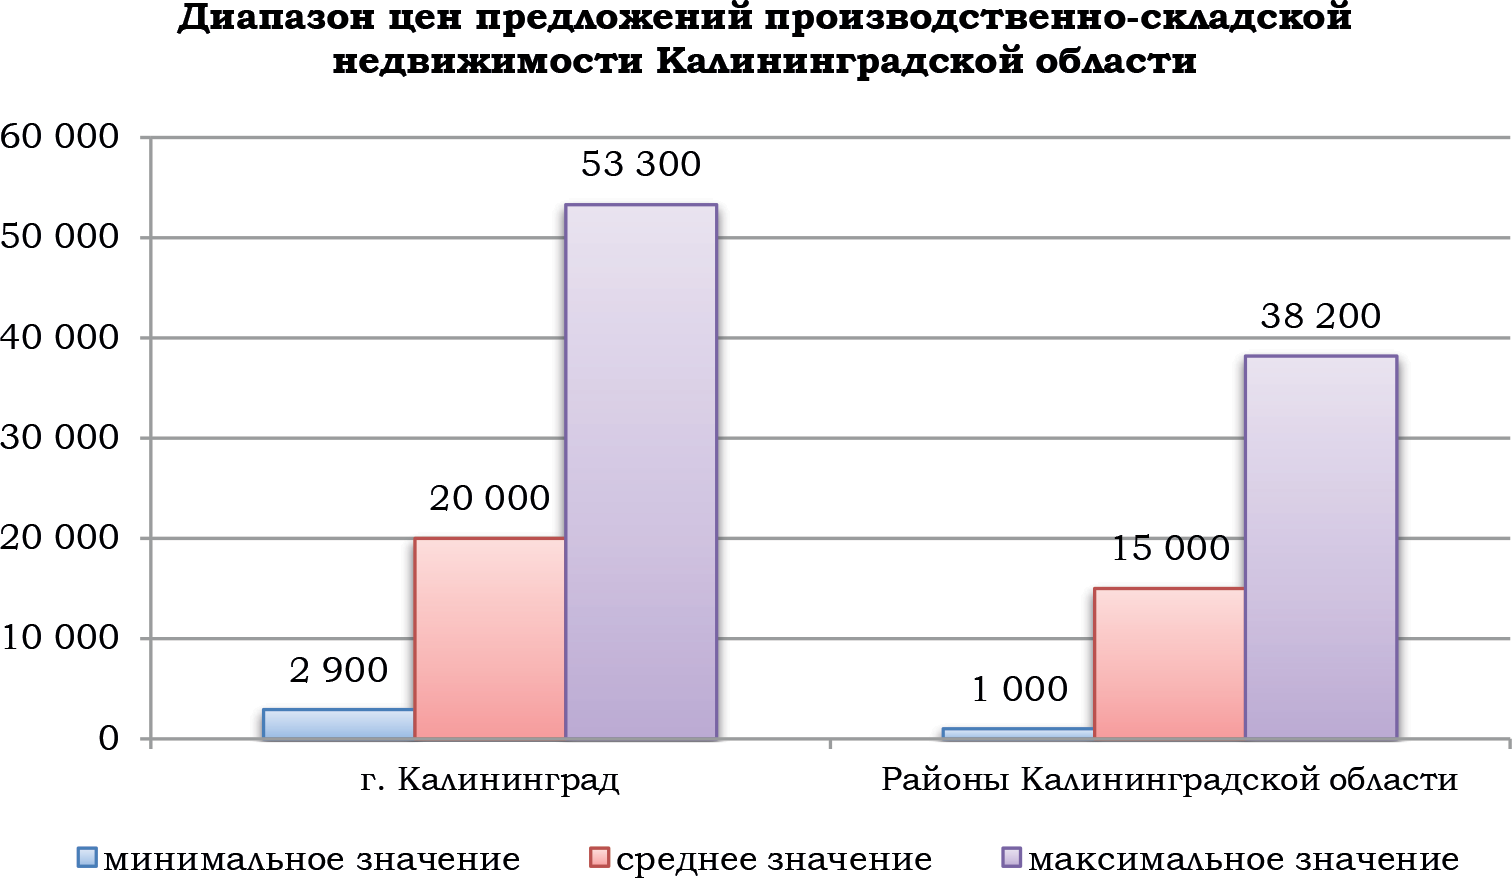 Диапазон цен предложений производственно-складской
недвижимости Калининградской области
60 000
50 000
40 000
30 000
20 000
10 000
0
2 900
20 000
53 300
1 000
15 000
38 200
г. Калининград
Районы Калининградской области
минимальное значение
среднее значение
максимальное значение